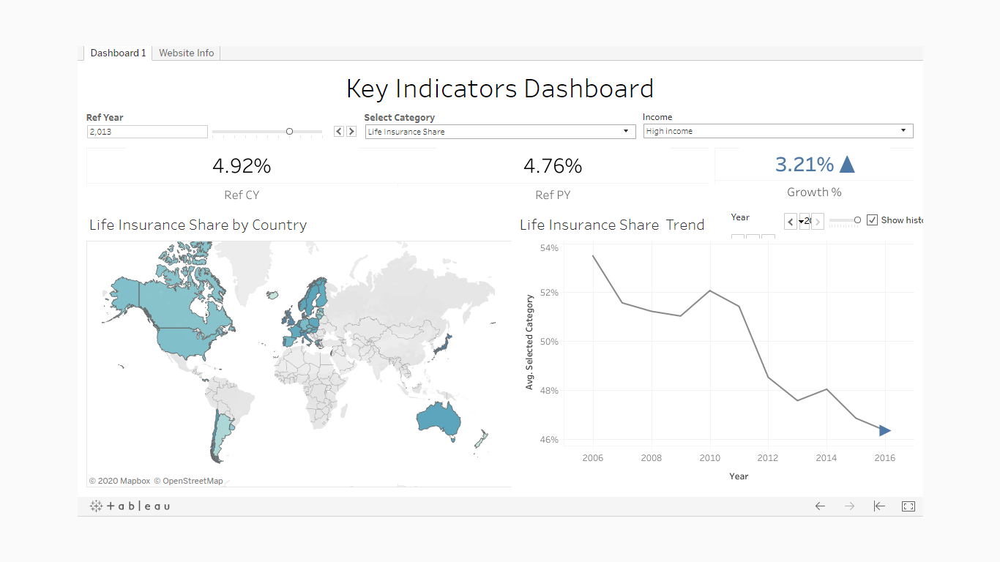 Dashboard 1 Website Info
Key Indicators Dashboard
Ref Year
2,013
Select Category
Life Insurance Share
Income
High income
4.92%
Ref CY
4.76%
Ref PY
3.21%
Growth %
Life Insurance Share by Country
© 2020 Mapbox © OpenStreetMap
Life Insurance Share Trend
Year
Show histo
54%
52%
50%
48%
46%
Avg. Selected Category
2006 2008 2010 2012 2014 2016
Year
+ableau